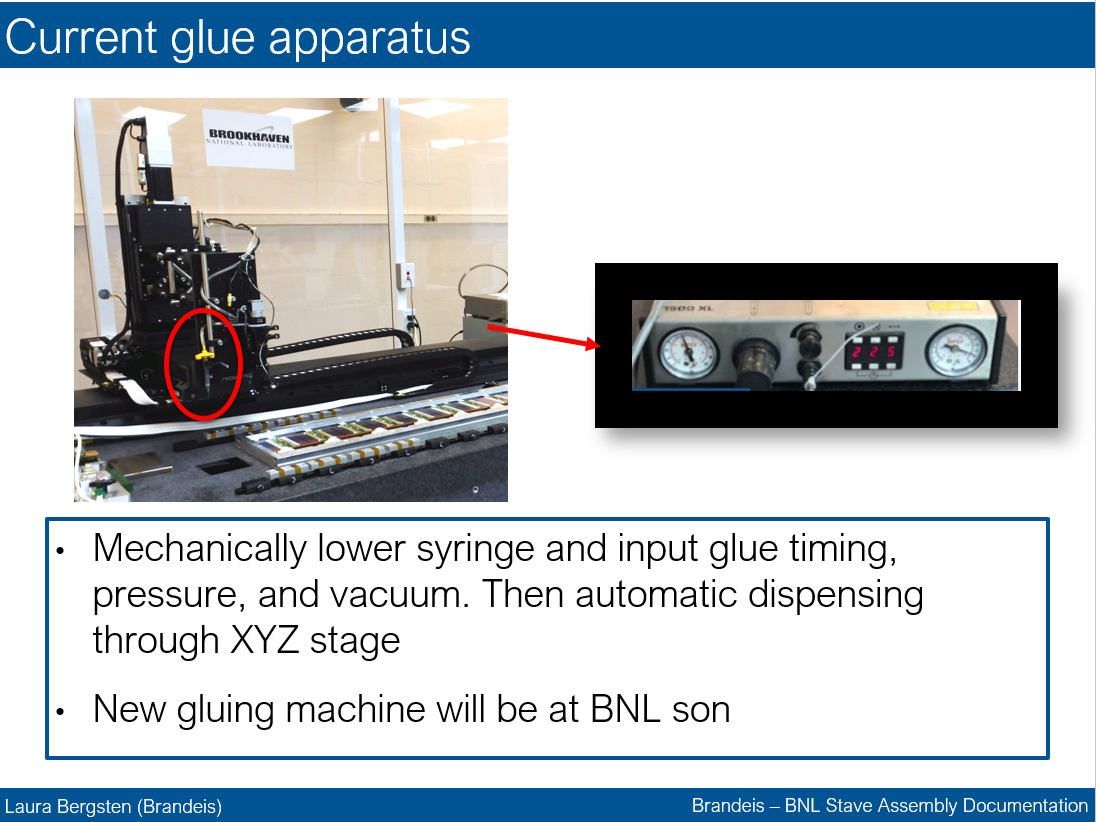 Current glue apparatus
BROOKHAVEN
NATIONAL LABORATORY
1500 XL
2 2 5
• Mechanically lower syringe and input glue timing,
pressure, and vacuum. Then automatic dispensing
through XYZ stage
• New gluing machine will be at BNL son
Laura Bergsten (Brandeis)
Brandeis – BNL Stave Assembly Documentation